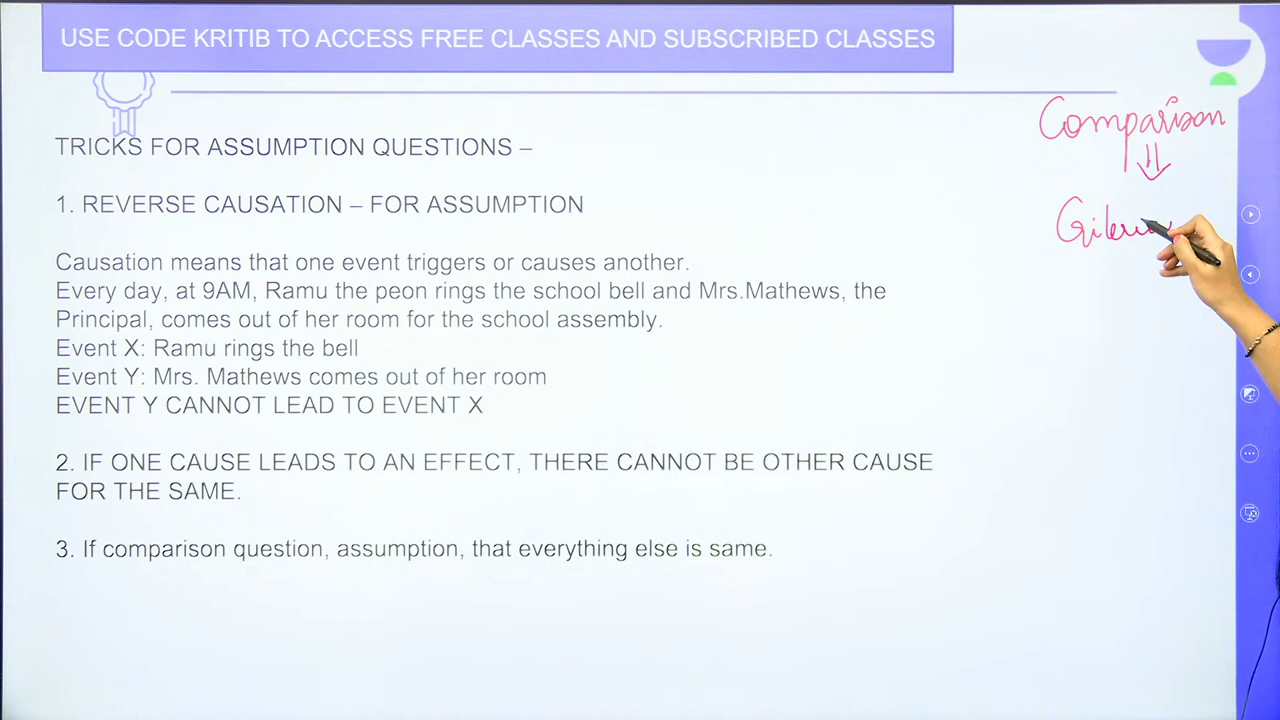 USE CODE KRITIB TO ACCESS FREE CLASSES AND SUBSCRIBED CLASSES
TRICKS FOR ASSUMPTION QUESTIONS –
1. REVERSE CAUSATION – FOR ASSUMPTION
Causation means that one event triggers or causes another.
Every day, at 9AM, Ramu the peon rings the school bell and Mrs.Mathews, the
Principal, comes out of her room for the school assembly.
Event X: Ramu rings the bell
Event Y: Mrs. Mathews comes out of her room
EVENT Y CANNOT LEAD TO EVENT X
2. IF ONE CAUSE LEADS TO AN EFFECT, THERE CANNOT BE OTHER CAUSE
FOR THE SAME.
3. If comparison question, assumption, that everything else is same.
Comparison